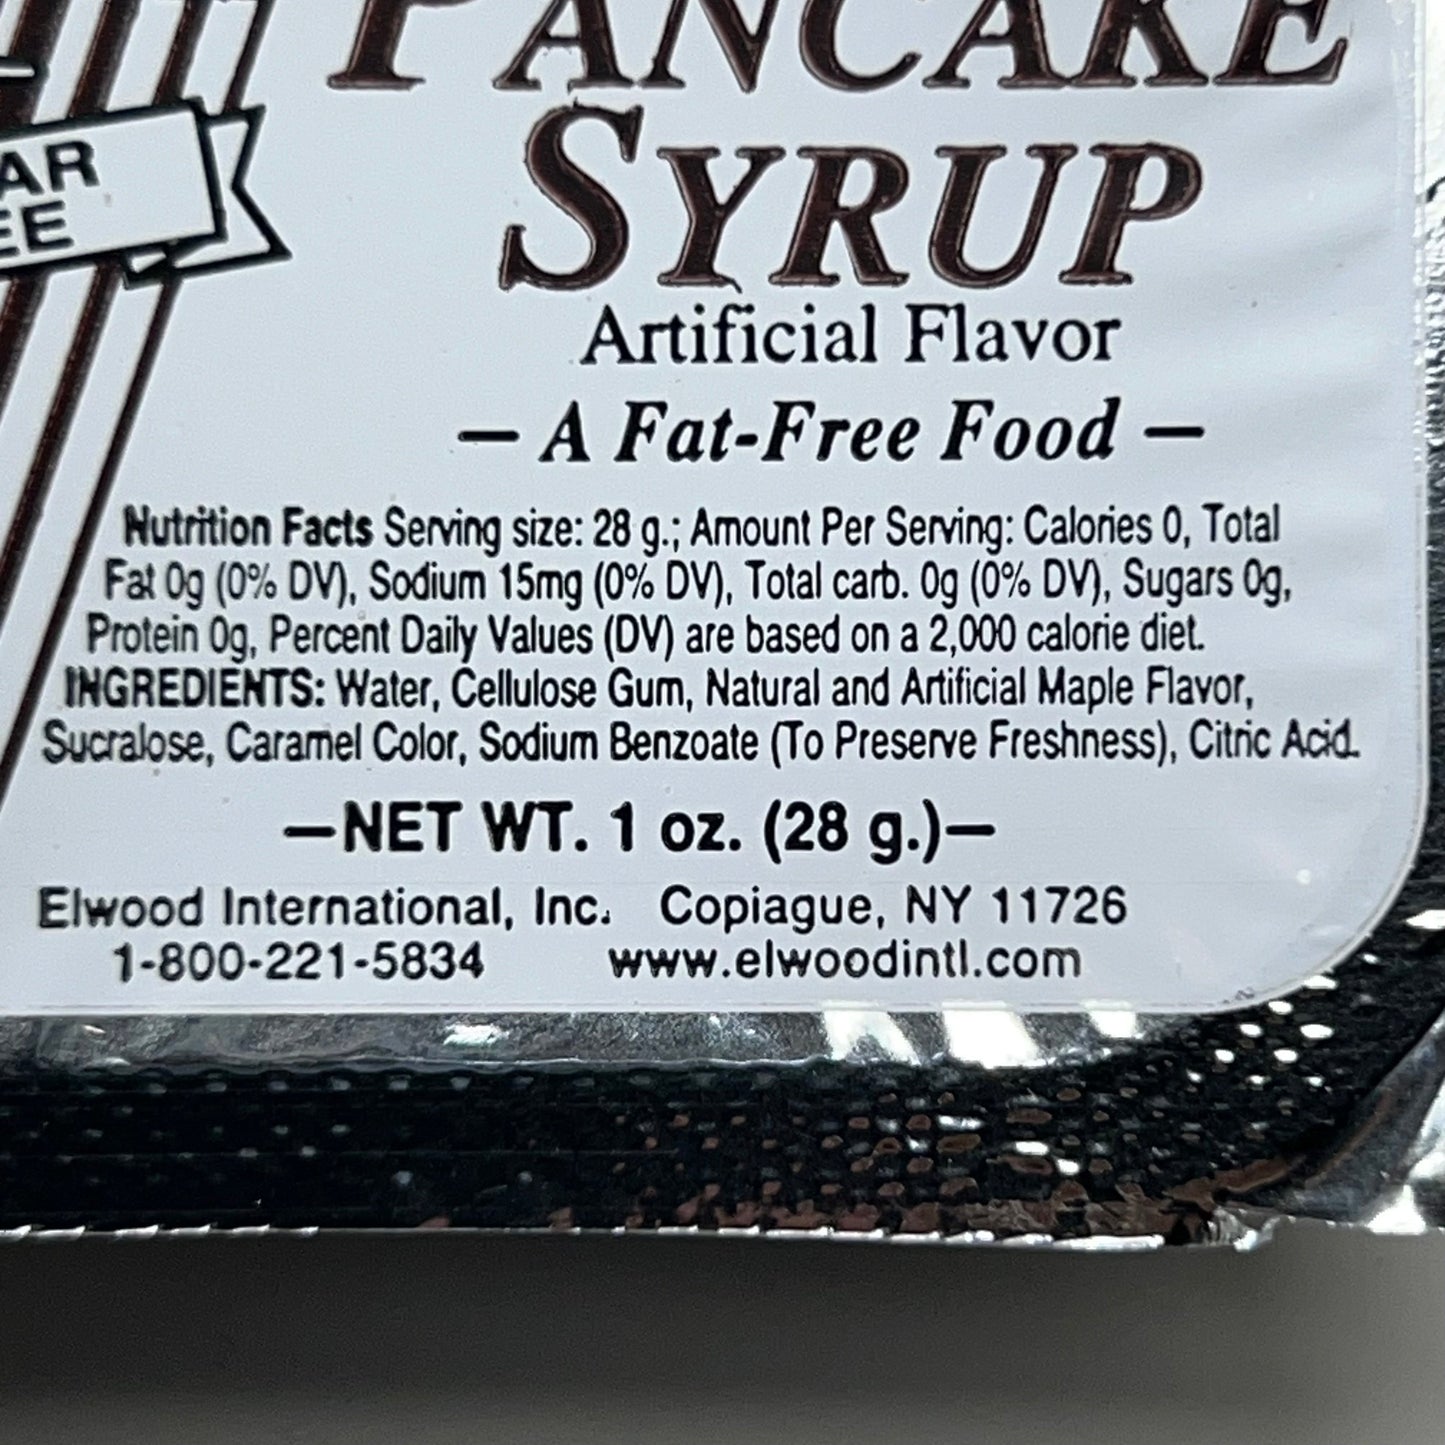 PANCAKE
SYRUP
AR
EE
Artificial Flavor
— A Fat-Free Food —
Nutrition Facts Serving size: 28 g.; Amount Per Serving: Calories 0, Total
Fat 0g (0% DV), Sodium 15mg (0% DV), Total carb. 0g (0% DV), Sugars 0g,
Protein 0g, Percent Daily Values (DV) are based on a 2,000 calorie diet.
INGREDIENTS: Water, Cellulose Gum, Natural and Artificial Maple Flavor,
Sucralose, Caramel Color, Sodium Benzoate (To Preserve Freshness), Citric Acid.
—NET WT. 1 oz. (28 g.)—
Elwood International, Inc. Copiague, NY 11726
1-800-221-5834 www.elwoodintl.com